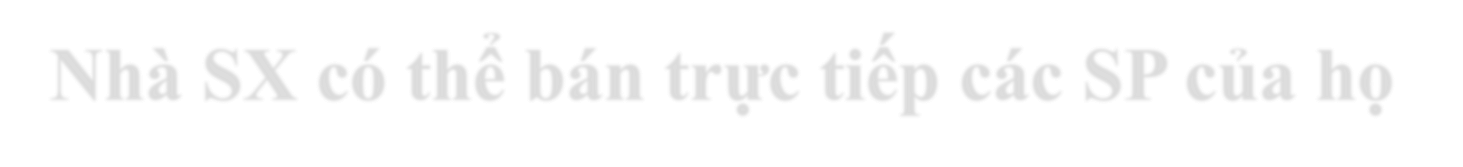 Nhà SX có thể bán trực tiếp các SP của họ